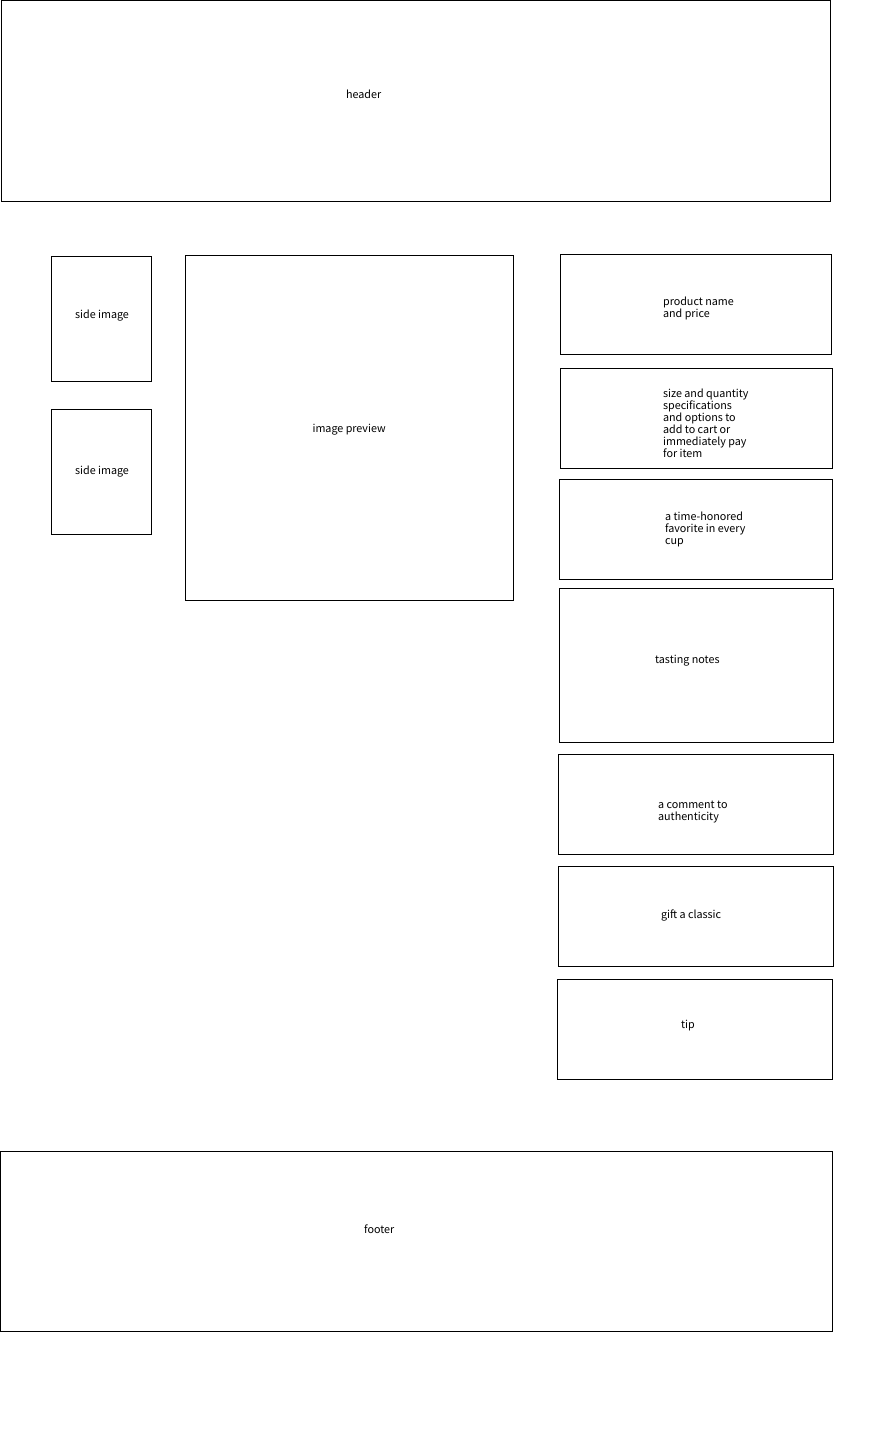 header
side image
side image
image preview
product name
and price
size and quantity
specifications
and options to
add to cart or
immediately pay
for item
a time-honored
favorite in every
cup
tasting notes
a comment to
authenticity
gift a classic
tip
footer